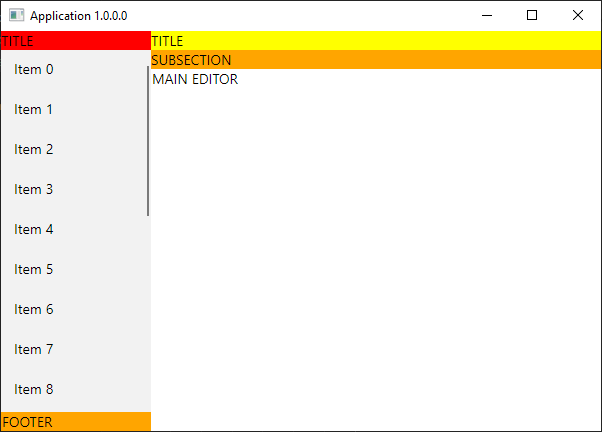 Application 1.0.0.0
TITLE
Item 0
Item 1
Item 2
Item 3
Item 4
Item 5
Item 6
Item 7
Item 8
FOOTER
TITLE
SUBSECTION
MAIN EDITOR